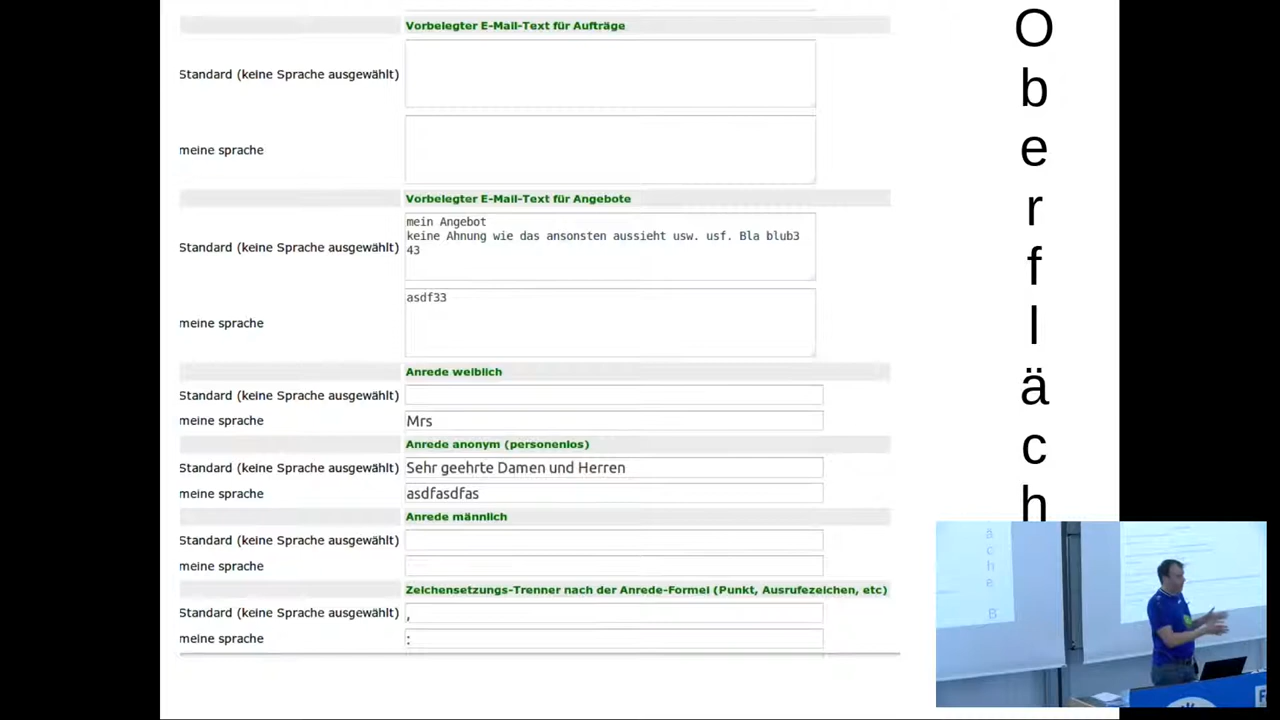 Vorbelegter E-Mail-Text für Aufträge
Standard (keine Sprache ausgewählt)
meine sprache
Vorbelegter E-Mail-Text für Angebote
Standard (keine Sprache ausgewählt)
mein Angebot
keine Ahnung wie das ansonsten aussieht usw. usf. Bla blub3
43
meine sprache
asdf33
Anrede weiblich
Standard (keine Sprache ausgewählt)
meine sprache Mrs
Anrede anonym (personenlos)
Standard (keine Sprache ausgewählt) Sehr geehrte Damen und Herren
meine sprache asdfasdfas
Anrede männlich
Standard (keine Sprache ausgewählt)
meine sprache
Zeichensetzungs-Trenner nach der Anrede-Formel (Punkt, Ausrufezeichen, etc)
Standard (keine Sprache ausgewählt) ,
meine sprache :
O
b
e
r
f
l
ä
c
h
ä
c
h
e
B
F